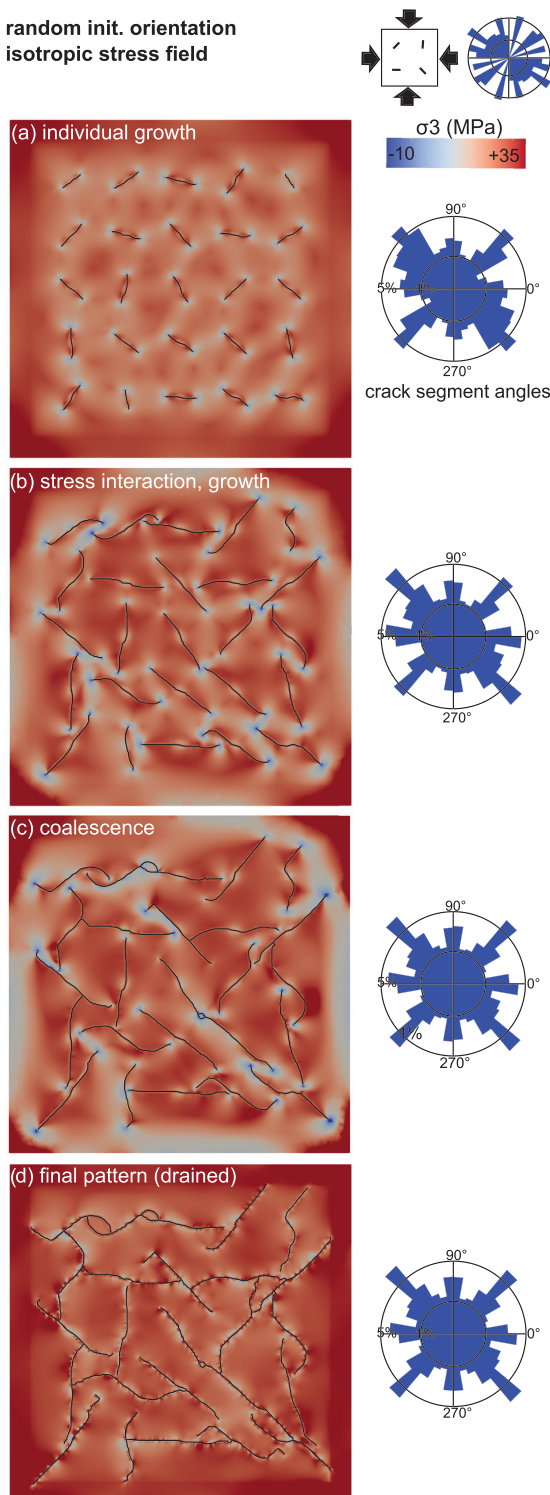 random init. orientation
isotropic stress field
(a) individual growth
σ3 (MPa)
-10 +35
90°
5% 1% 0°
270°
crack segment angles
(b) stress interaction, growth
90°
5% 1% 0°
270°
(c) coalescence
90°
5% 0°
1%
270°
(d) final pattern (drained)
90°
5% 1% 0°
270°